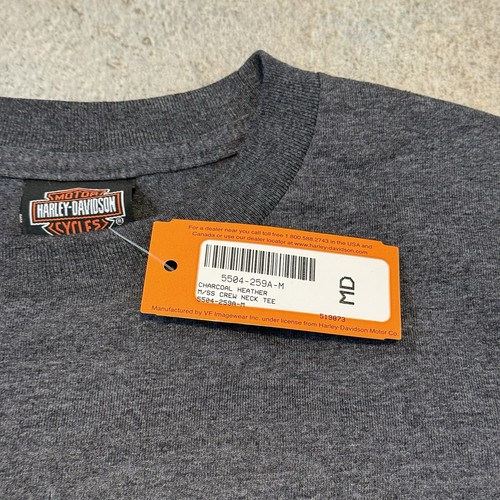 MOTOR
HARLEY-DAVIDSON
CYCLES
®
For a dealer near you call toll free 1.800.588.2743 in the USA and
Canada or use our dealer locator at www.harley-davidson.com
5504-259A-M
CHARCOAL HEATHER
M/SS CREW NECK TEE
5504-259A-M
MD
519873
Manufactured by VF Imagewear Inc. under license from Harley-Davidson Motor Co.